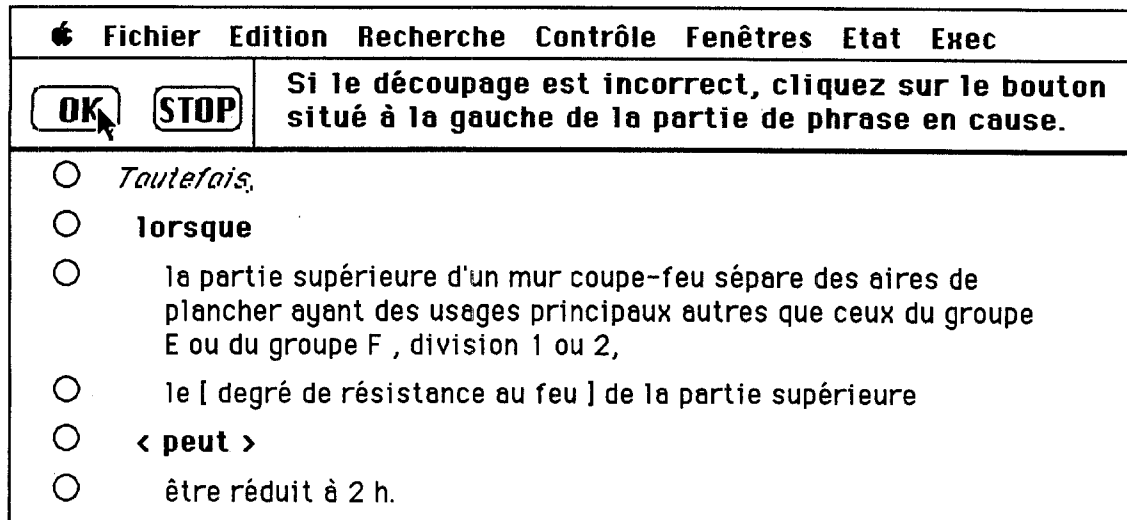 Fichier Edition Recherche Contrôle Fenêtres Etat Exec
OK STOP
Si le découpage est incorrect, cliquez sur le bouton
situé à la gauche de la partie de phrase en cause.
Toutefois,
lorsque
la partie supérieure d'un mur coupe-feu sépare des aires de
plancher ayant des usages principaux autres que ceux du groupe
E ou du groupe F , division 1 ou 2,
le [ degré de résistance au feu ] de la partie supérieure
< peut >
être réduit à 2 h.